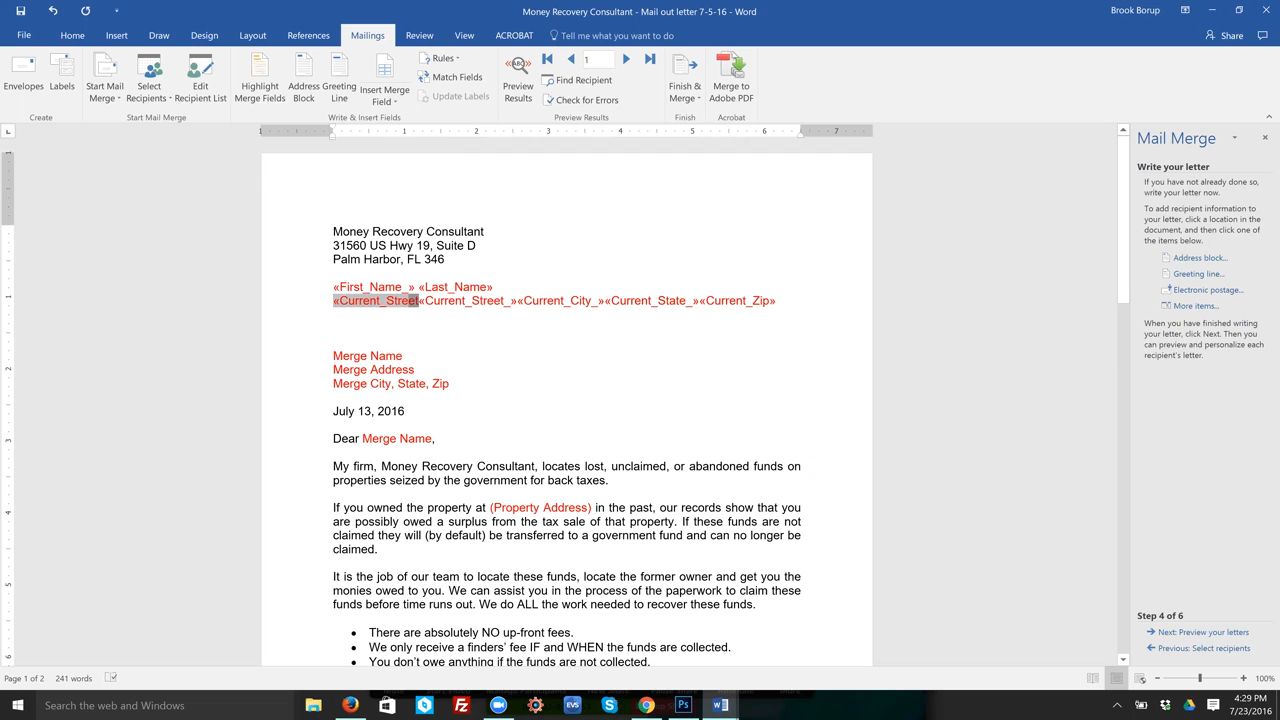 Money Recovery Consultant - Mail out letter 7-5-16 - Word
Brook Borup
File Home Insert Draw Design Layout References Mailings Review View ACROBAT Tell me what you want to do Share
Envelopes Labels
Create
Start Mail Merge
Select Recipients
Edit Recipient List
Start Mail Merge
Highlight Merge Fields
Address Block
Greeting Line
Insert Merge Field
Rules
Match Fields
Update Labels
Write & Insert Fields
ABC
Preview Results
1
Find Recipient
Check for Errors
Preview Results
Finish & Merge
Finish
Merge to Adobe PDF
Acrobat
1 1 2 3 4 5 6 7
Money Recovery Consultant
31560 US Hwy 19, Suite D
Palm Harbor, FL 346
«First_Name_» «Last_Name»
«Current_Street«Current_Street_»«Current_City_»«Current_State_»«Current_Zip»
Merge Name
Merge Address
Merge City, State, Zip
July 13, 2016
Dear Merge Name,
My firm, Money Recovery Consultant, locates lost, unclaimed, or abandoned funds on
properties seized by the government for back taxes.
If you owned the property at (Property Address) in the past, our records show that you
are possibly owed a surplus from the tax sale of that property. If these funds are not
claimed they will (by default) be transferred to a government fund and can no longer be
claimed.
It is the job of our team to locate these funds, locate the former owner and get you the
monies owed to you. We can assist you in the process of the paperwork to claim these
funds before time runs out. We do ALL the work needed to recover these funds.
• There are absolutely NO up-front fees.
• We only receive a finders' fee IF and WHEN the funds are collected.
• You don't owe anything if the funds are not collected.
Mail Merge
Write your letter
If you have not already done so,
write your letter now.
To add recipient information to
your letter, click a location in the
document, and then click one of
the items below.
Address block...
Greeting line...
Electronic postage...
More items...
When you have finished writing
your letter, click Next. Then you
can preview and personalize each
recipient's letter.
Step 4 of 6
Next: Preview your letters
Previous: Select recipients
Page 1 of 2 241 words
100%
Search the web and Windows
EVS
4:29 PM
7/23/2016